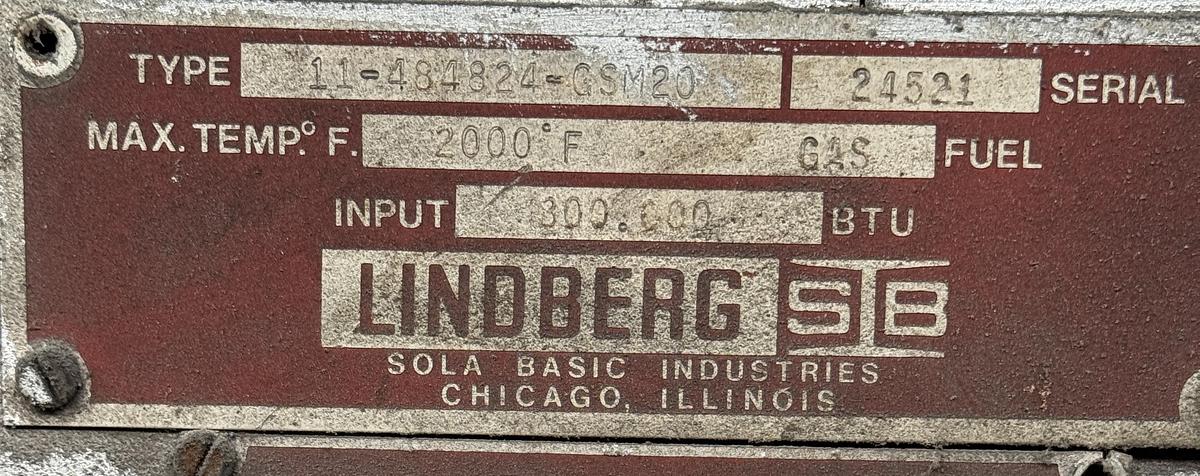 TYPE 11-484824-GSM20 24521 SERIAL
MAX. TEMP.° F. 2000°F GAS FUEL
INPUT 300.000 BTU
LINDBERG SB
SOLA BASIC INDUSTRIES
CHICAGO, ILLINOIS